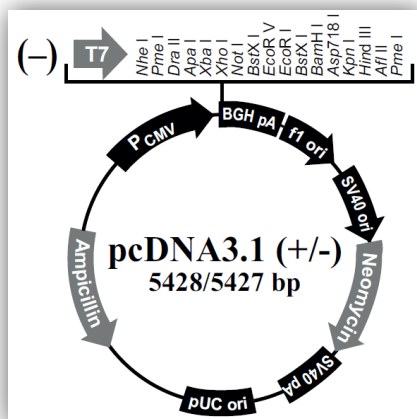 (–) T7 Nhe I Pme I Dra II Apa I Xba I Xho I Not I BstX I EcoR V EcoR I BstX I BamH I Asp718 I Kpn I Hind III Afl II Pme I
PCMV BGH pA f1 ori
SV40 ori
pcDNA3.1 (+/-)
5428/5427 bp
Ampicillin Neomycin
SV40 pA
pUC ori